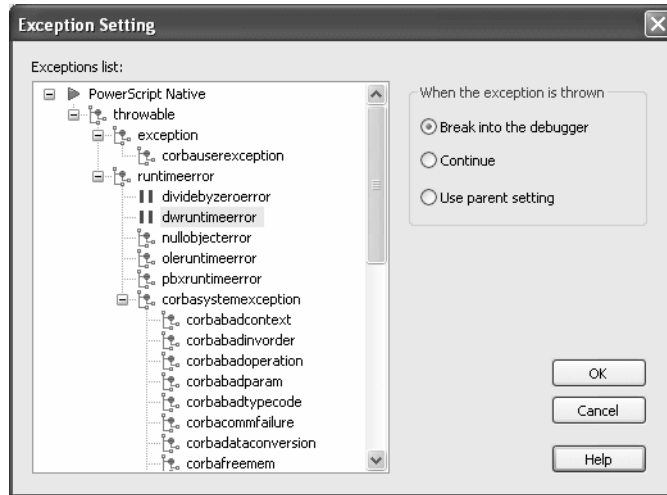 Exception Setting
Exceptions list:
PowerScript Native
throwable
exception
corbauserexception
runtimeerror
dividebyzeroerror
dwruntimeerror
nullobjecterror
oleruntimeerror
pbxruntimeerror
corbasystemexception
corbabadcontext
corbabadinvorder
corbabadoperation
corbabadparam
corbabadtypecode
corbacommfailure
corbadataconversion
corbafreemem
When the exception is thrown
Break into the debugger
Continue
Use parent setting
OK
Cancel
Help